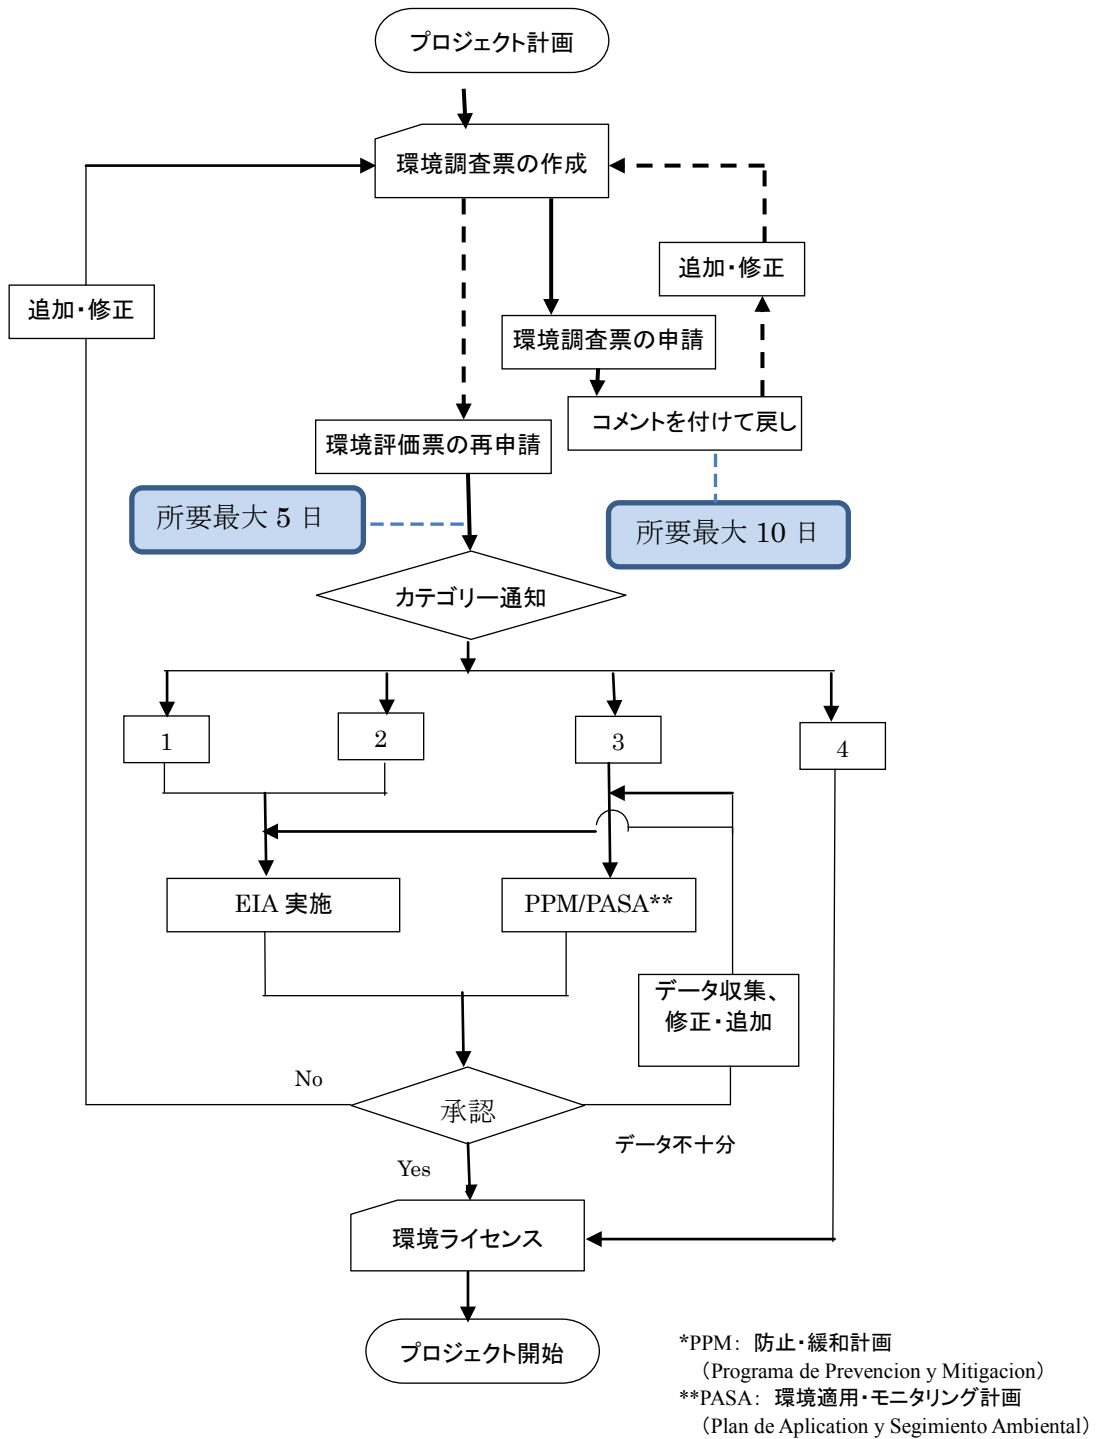 プロジェクト計画
環境調査票の作成
追加・修正
追加・修正
環境調査票の申請
コメントを付けて戻し
環境評価票の再申請
所要最大 5 日
所要最大 10 日
カテゴリー通知
1
2
3
4
EIA 実施
PPM/PASA**
データ収集、
修正・追加
No
承認
データ不十分
Yes
環境ライセンス
プロジェクト開始
*PPM： 防止・緩和計画
（Programa de Prevencion y Mitigacion）
**PASA： 環境適用・モニタリング計画
（Plan de Aplication y Segimiento Ambiental）